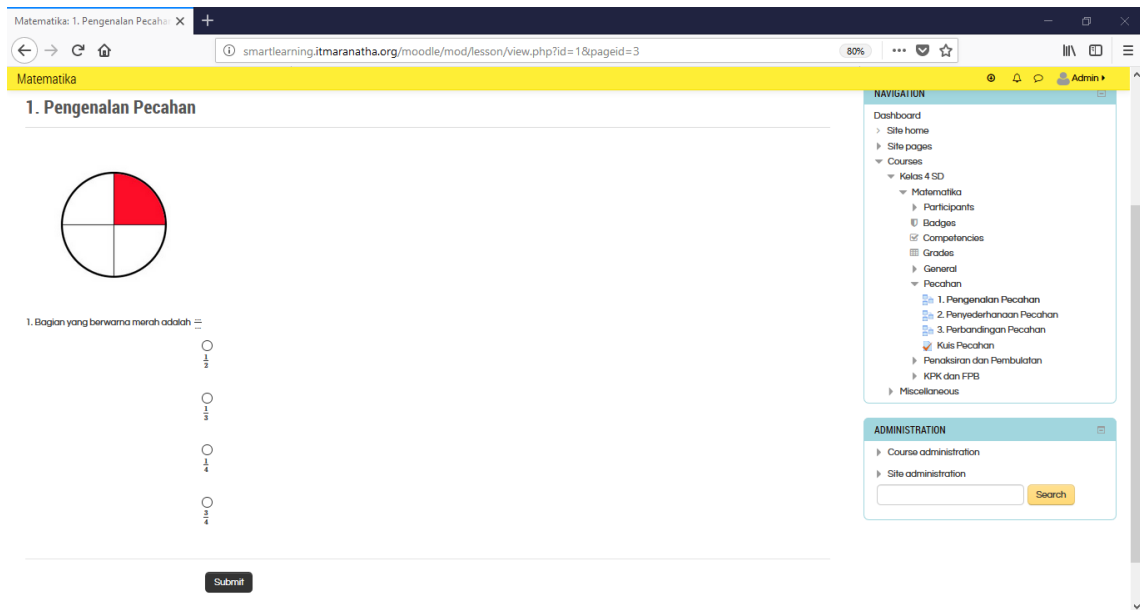 Matematika: 1. Pengenalan Pecahan
smartlearning.itmaranatha.org/moodle/mod/lesson/view.php?id=1&pageid=3
80%
Matematika
Admin
1. Pengenalan Pecahan
1. Bagian yang berwarna merah adalah
1/2
1/3
1/4
3/4
Submit
NAVIGATION
Dashboard
Site home
Site pages
Courses
Kelas 4 SD
Matematika
Participants
Badges
Competencies
Grades
General
Pecahan
1. Pengenalan Pecahan
2. Penyederhanaan Pecahan
3. Perbandingan Pecahan
Kuis Pecahan
Penaksiran dan Pembulatan
KPK dan FPB
Miscellaneous
ADMINISTRATION
Course administration
Site administration
Search